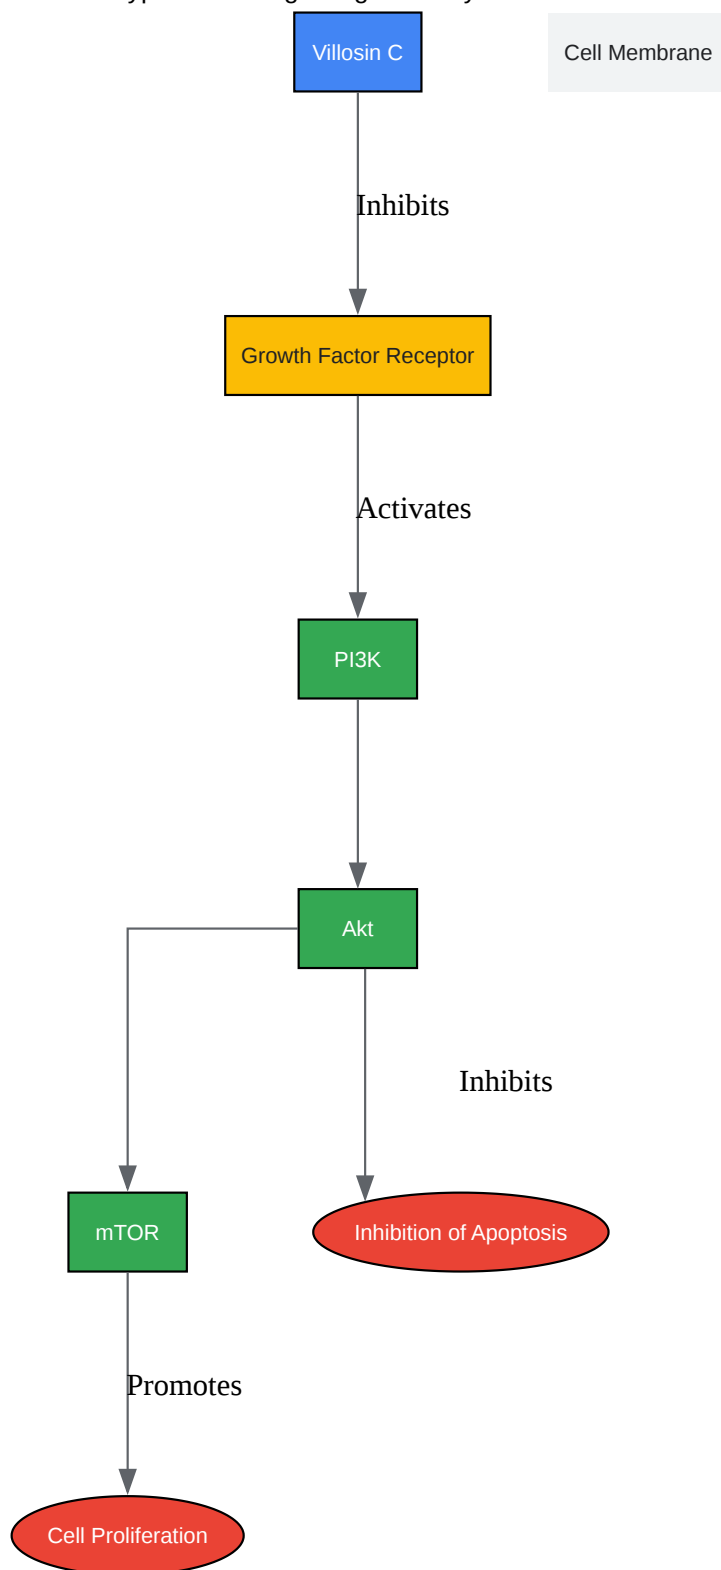 Villosin C
Cell Membrane
Inhibits
Growth Factor Receptor
Activates
PI3K
Akt
Inhibits
mTOR
Inhibition of Apoptosis
Promotes
Cell Proliferation